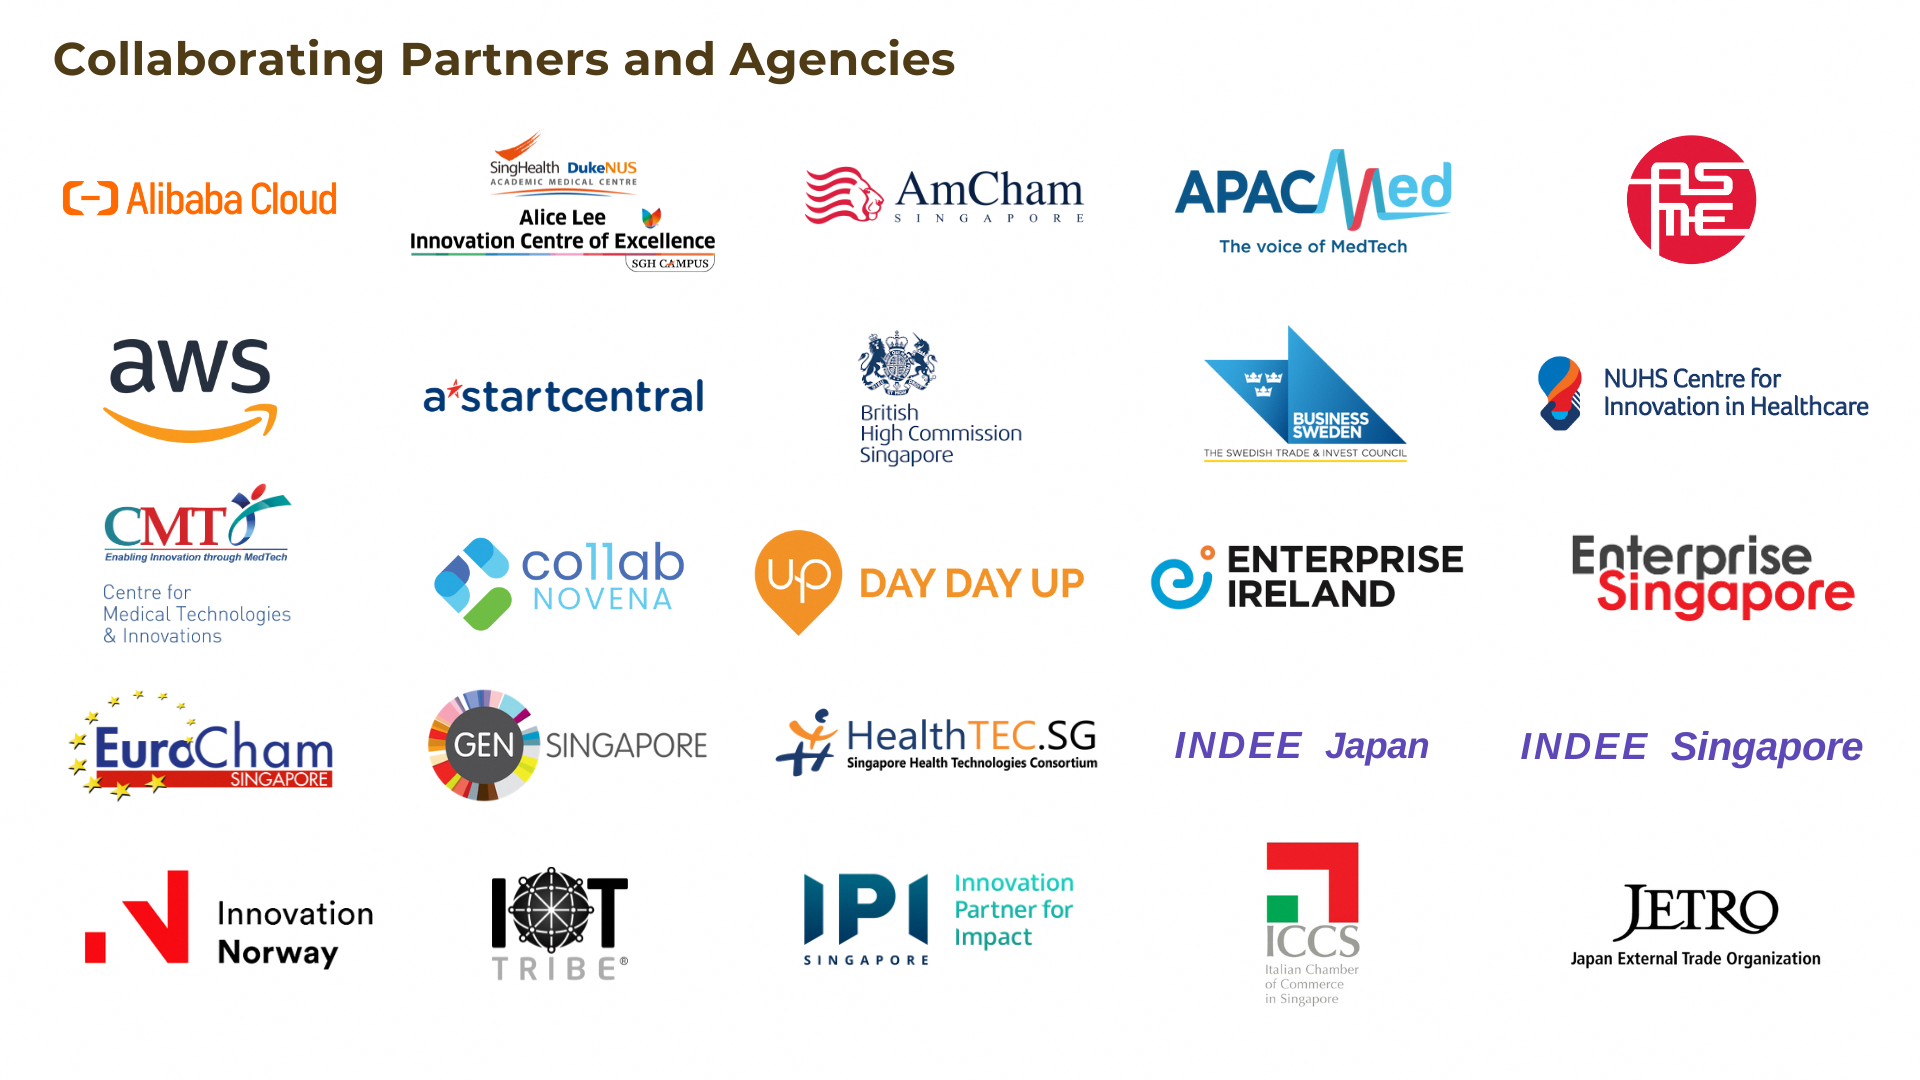 Collaborating Partners and Agencies
Alibaba Cloud
SingHealth DukeNUS
ACADEMIC MEDICAL CENTRE
Alice Lee
Innovation Centre of Excellence
SGH CAMPUS
AmCham
SINGAPORE
APACMed
The voice of MedTech
ASME
aws
a*startcentral
British
High Commission
Singapore
BUSINESS
SWEDEN
THE SWEDISH TRADE & INVEST COUNCIL
NUHS Centre for
Innovation in Healthcare
CMTi
Enabling Innovation through MedTech
Centre for
Medical Technologies
& Innovations
co11ab
NOVENA
up
DAY DAY UP
ENTERPRISE
IRELAND
Enterprise
Singapore
EuroCham
SINGAPORE
GEN SINGAPORE
HealthTEC.SG
Singapore Health Technologies Consortium
INDEE Japan
INDEE Singapore
Innovation
Norway
IOT
TRIBE®
IPI
SINGAPORE
Innovation
Partner for
Impact
ICCS
Italian Chamber
of Commerce
in Singapore
JETRO
Japan External Trade Organization